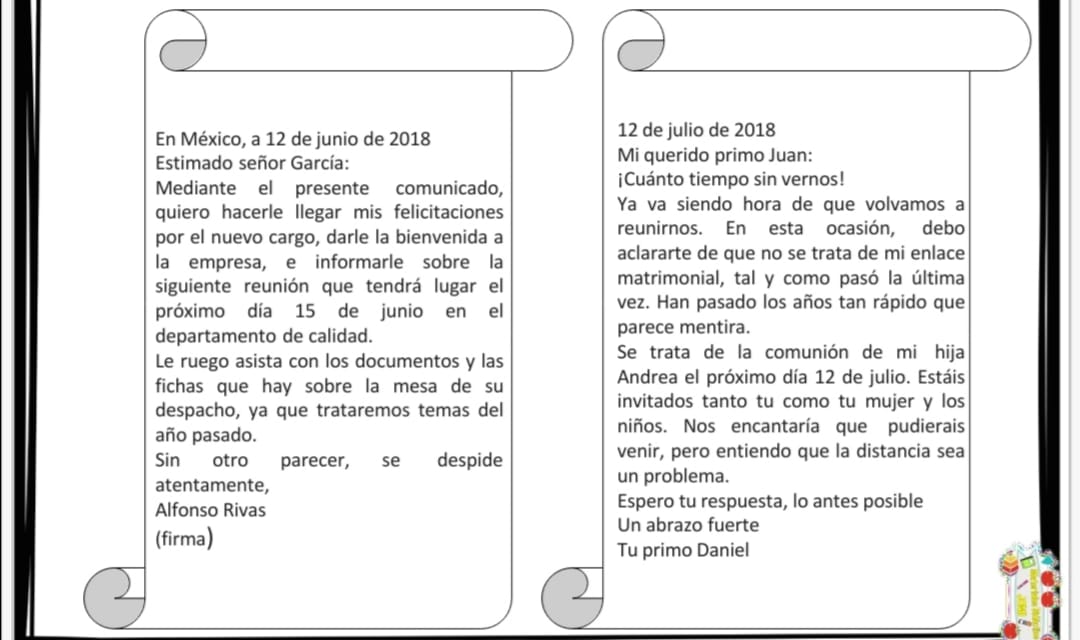 En México, a 12 de junio de 2018
Estimado señor García:
Mediante el presente comunicado,
quiero hacerle llegar mis felicitaciones
por el nuevo cargo, darle la bienvenida a
la empresa, e informarle sobre la
siguiente reunión que tendrá lugar el
próximo día 15 de junio en el
departamento de calidad.
Le ruego asista con los documentos y las
fichas que hay sobre la mesa de su
despacho, ya que trataremos temas del
año pasado.
Sin otro parecer, se despide
atentamente,
Alfonso Rivas
(firma)
12 de julio de 2018
Mi querido primo Juan:
¡Cuánto tiempo sin vernos!
Ya va siendo hora de que volvamos a
reunirnos. En esta ocasión, debo
aclararte de que no se trata de mi enlace
matrimonial, tal y como pasó la última
vez. Han pasado los años tan rápido que
parece mentira.
Se trata de la comunión de mi hija
Andrea el próximo día 12 de julio. Estáis
invitados tanto tu como tu mujer y los
niños. Nos encantaría que pudierais
venir, pero entiendo que la distancia sea
un problema.
Espero tu respuesta, lo antes posible
Un abrazo fuerte
Tu primo Daniel